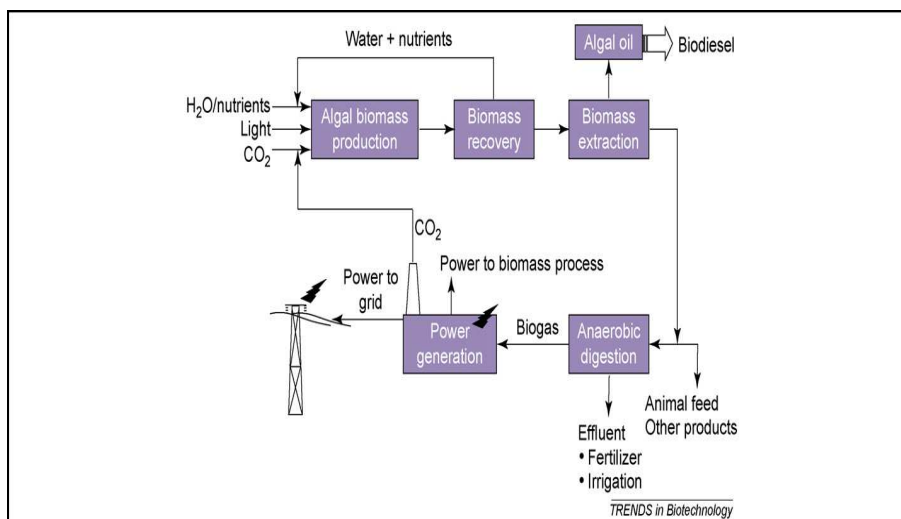 Water + nutrients
Algal oil
Biodiesel
H₂O/nutrients
Light
CO₂
Algal biomass
production
Biomass
recovery
Biomass
extraction
CO₂
Power to
grid
Power to biomass process
Power
generation
Biogas
Anaerobic
digestion
Animal feed
Other products
Effluent
• Fertilizer
• Irrigation
TRENDS in Biotechnology